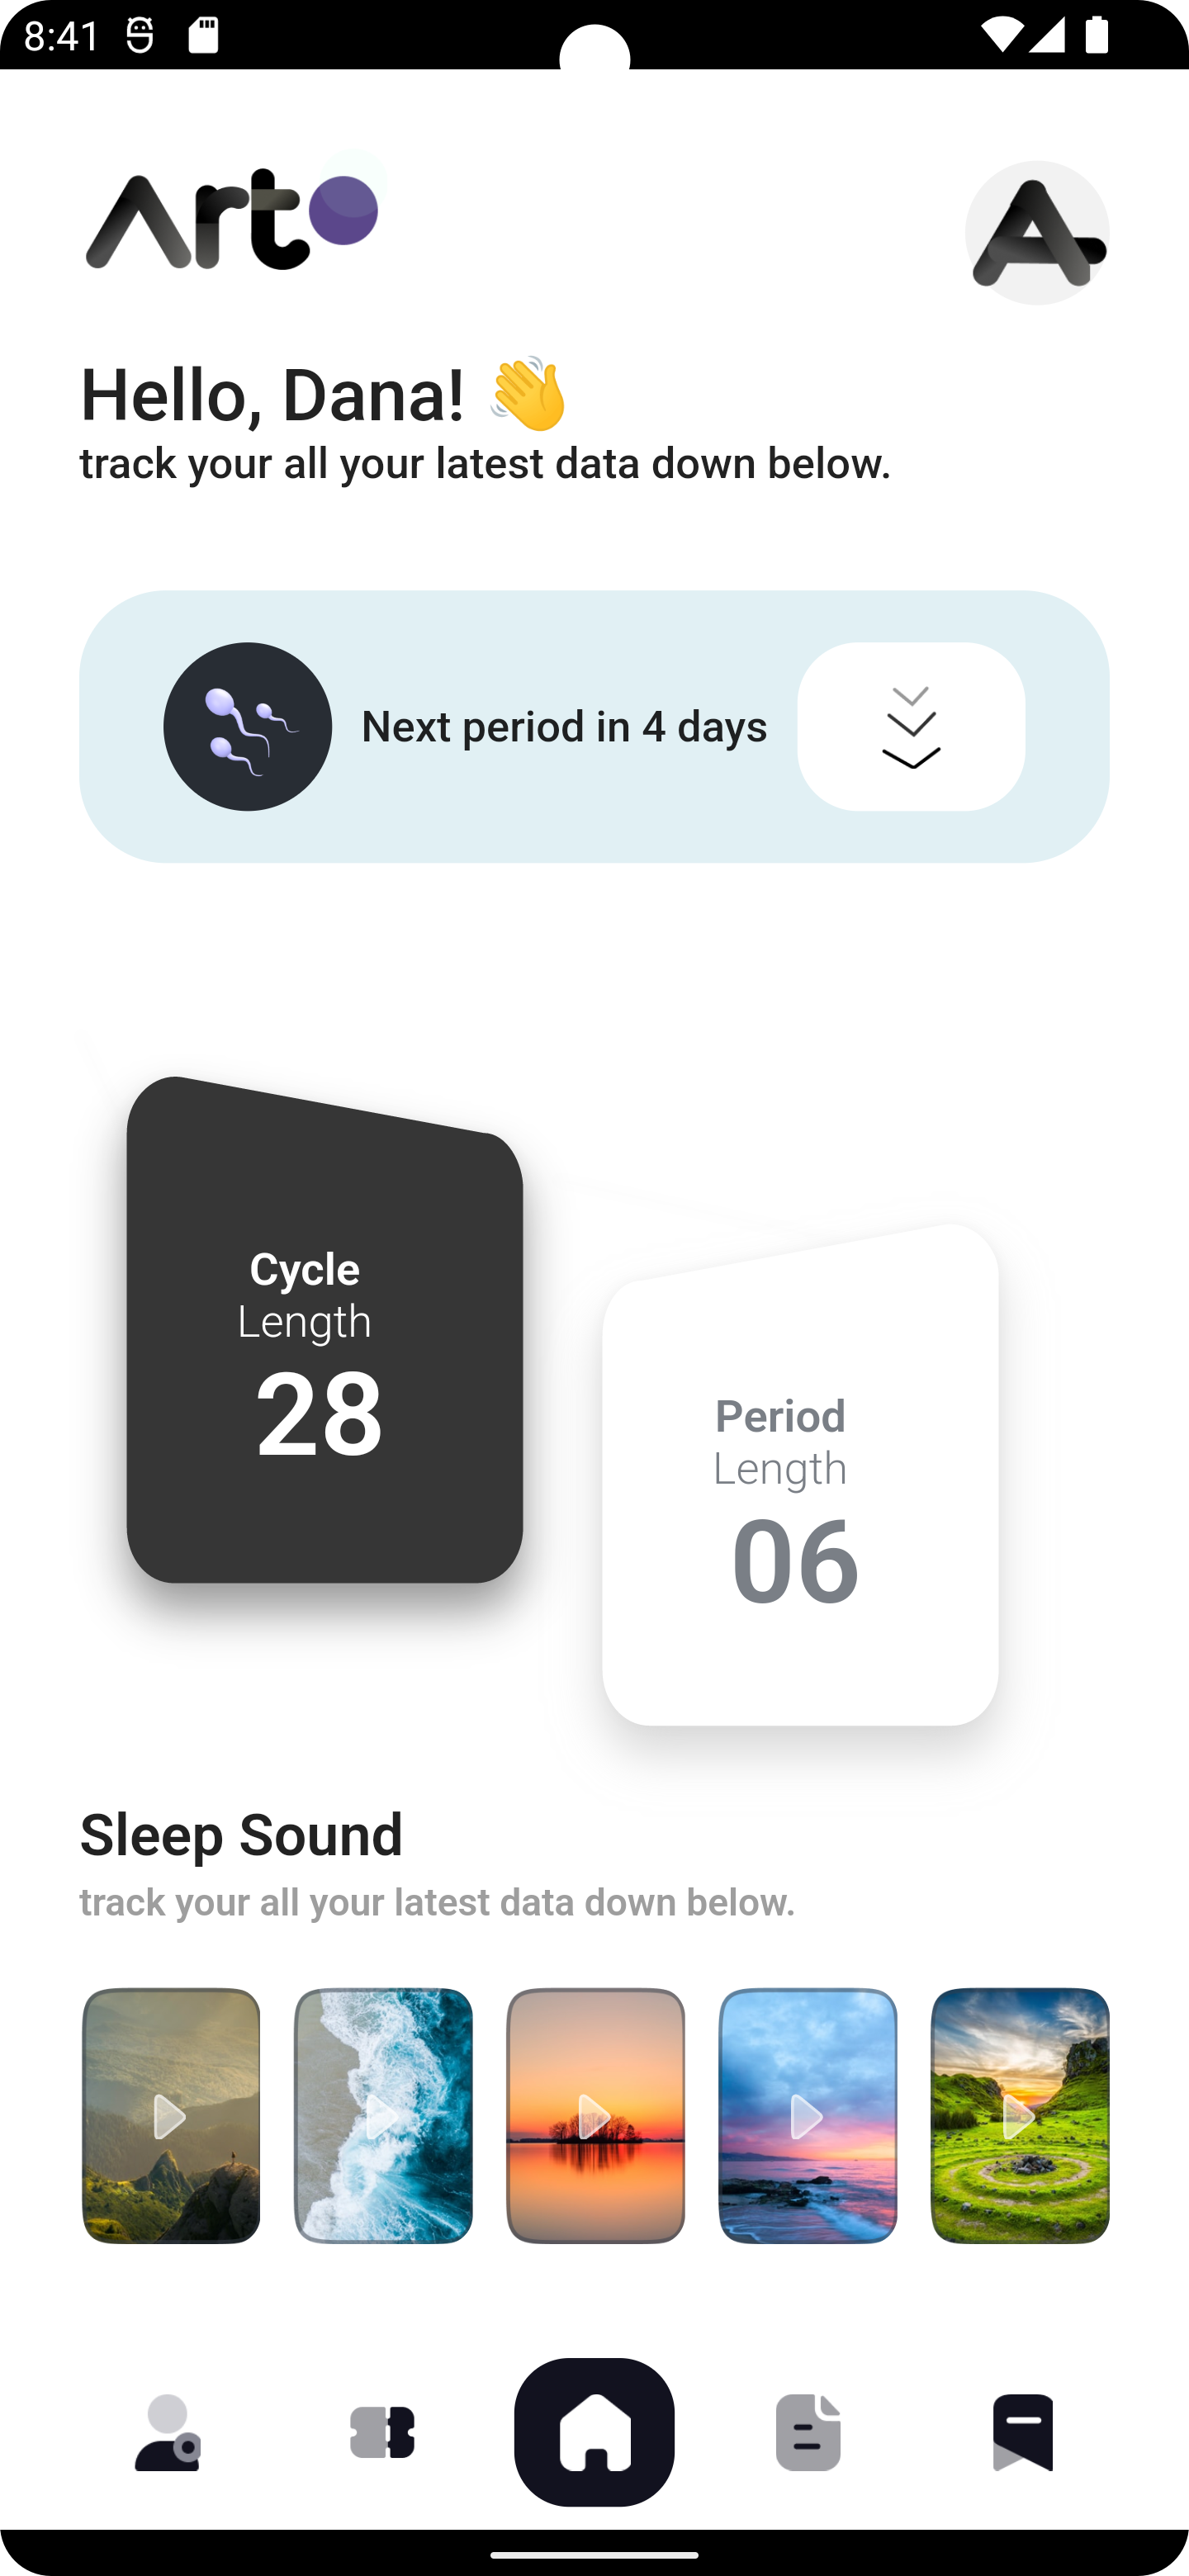 8:41
Arto
A
Hello, Dana! 👋
track your all your latest data down below.
Next period in 4 days
Cycle
Length
28
Period
Length
06
Sleep Sound
track your all your latest data down below.